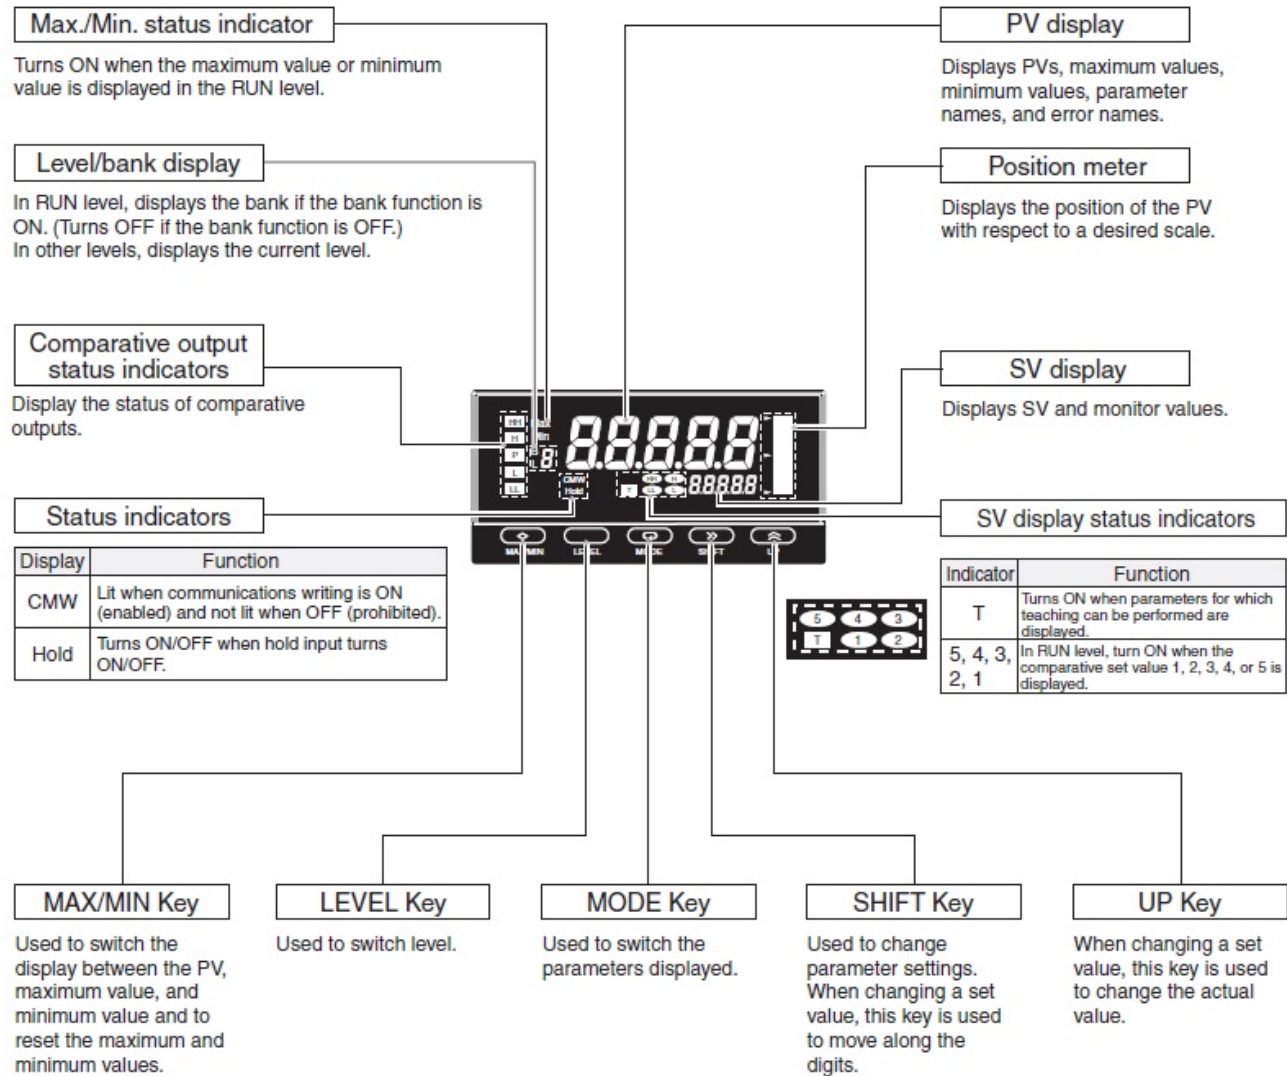 Max./Min. status indicator
Turns ON when the maximum value or minimum
value is displayed in the RUN level.
Level/bank display
In RUN level, displays the bank if the bank function is
ON. (Turns OFF if the bank function is OFF.)
In other levels, displays the current level.
Comparative output
status indicators
Display the status of comparative
outputs.
Status indicators
Display Function
CMW Lit when communications writing is ON
(enabled) and not lit when OFF (prohibited).
Hold Turns ON/OFF when hold input turns
ON/OFF.
PV display
Displays PVs, maximum values,
minimum values, parameter
names, and error names.
Position meter
Displays the position of the PV
with respect to a desired scale.
SV display
Displays SV and monitor values.
SV display status indicators
Indicator Function
T Turns ON when parameters for which
teaching can be performed are
displayed.
5, 4, 3,
2, 1
In RUN level, turn ON when the
comparative set value 1, 2, 3, 4, or 5 is
displayed.
HH
H
P
L
LL
8
88888
CMW
Hold
T
HH H
LL L
88888
MAX/MIN LEVEL MODE SHIFT UP
5 4 3
T 1 2
MAX/MIN Key
Used to switch the
display between the PV,
maximum value, and
minimum value and to
reset the maximum and
minimum values.
LEVEL Key
Used to switch level.
MODE Key
Used to switch the
parameters displayed.
SHIFT Key
Used to change
parameter settings.
When changing a set
value, this key is used
to move along the
digits.
UP Key
When changing a set
value, this key is used
to change the actual
value.